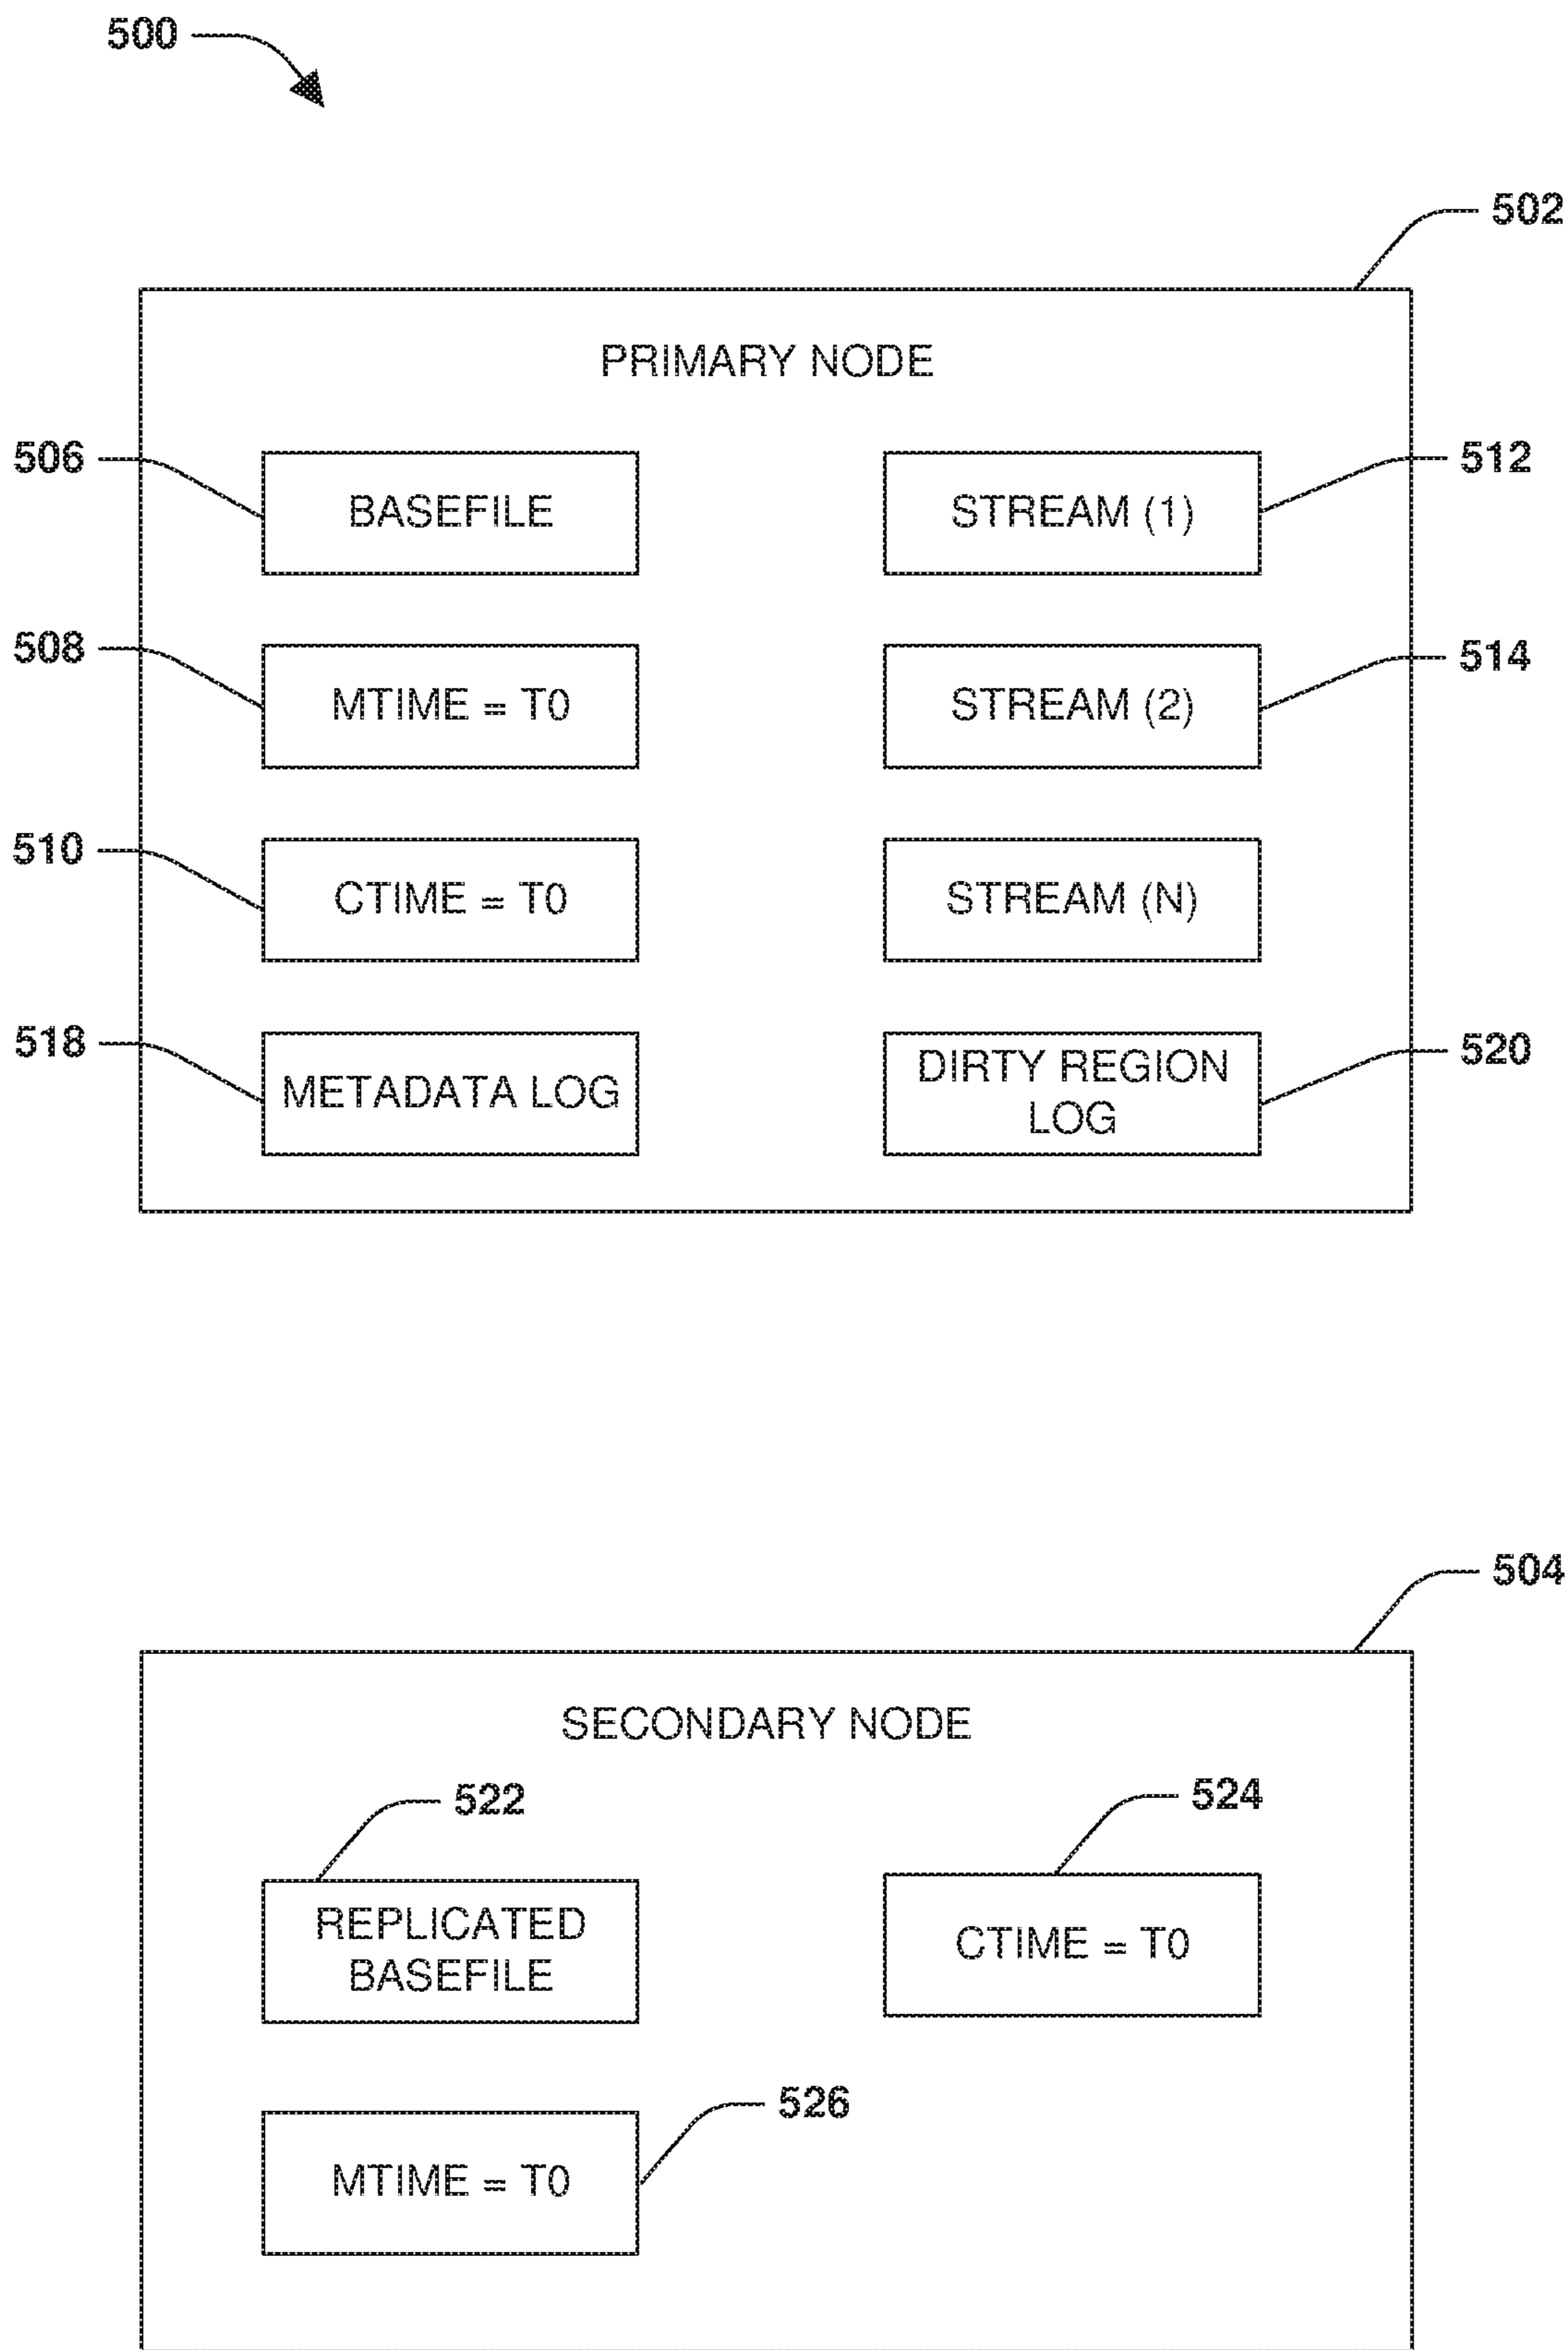 500
502
PRIMARY NODE
506
BASEFILE
STREAM (1)
512
508
MTIME = T0
STREAM (2)
514
510
CTIME = T0
STREAM (N)
518
METADATA LOG
DIRTY REGION
LOG
520
504
SECONDARY NODE
522
524
REPLICATED
BASEFILE
CTIME = T0
526
MTIME = T0